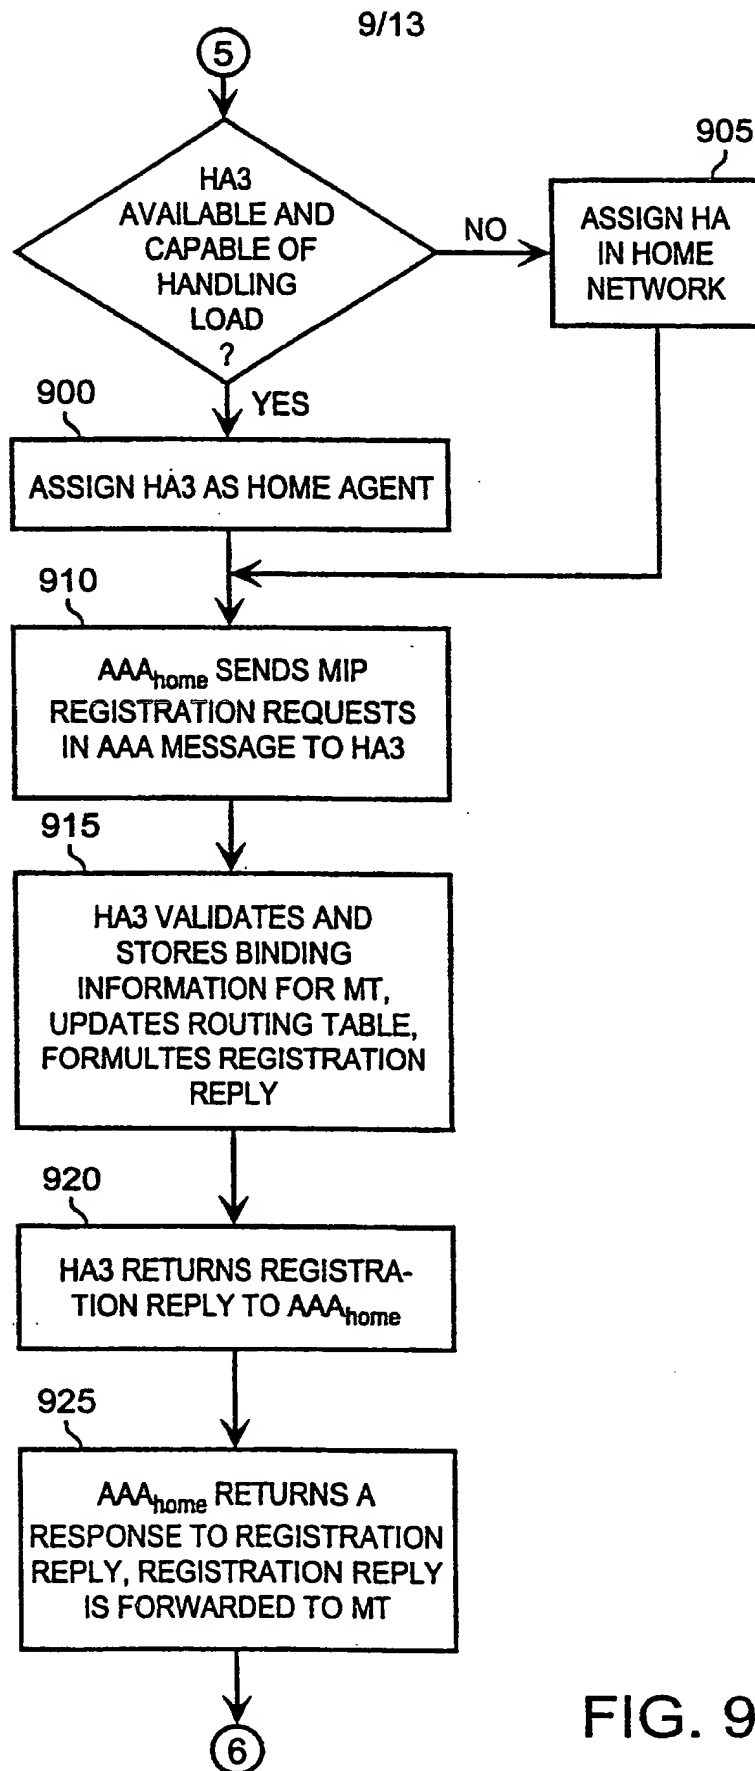 9/13
5
HA3
AVAILABLE AND
CAPABLE OF
HANDLING
LOAD
?
NO
905
ASSIGN HA
IN HOME
NETWORK
YES
900
ASSIGN HA3 AS HOME AGENT
910
AAAhome SENDS MIP
REGISTRATION REQUESTS
IN AAA MESSAGE TO HA3
915
HA3 VALIDATES AND
STORES BINDING
INFORMATION FOR MT,
UPDATES ROUTING TABLE,
FORMULTES REGISTRATION
REPLY
920
HA3 RETURNS REGISTRA-
TION REPLY TO AAAhome
925
AAAhome RETURNS A
RESPONSE TO REGISTRATION
REPLY, REGISTRATION REPLY
IS FORWARDED TO MT
6
FIG. 9